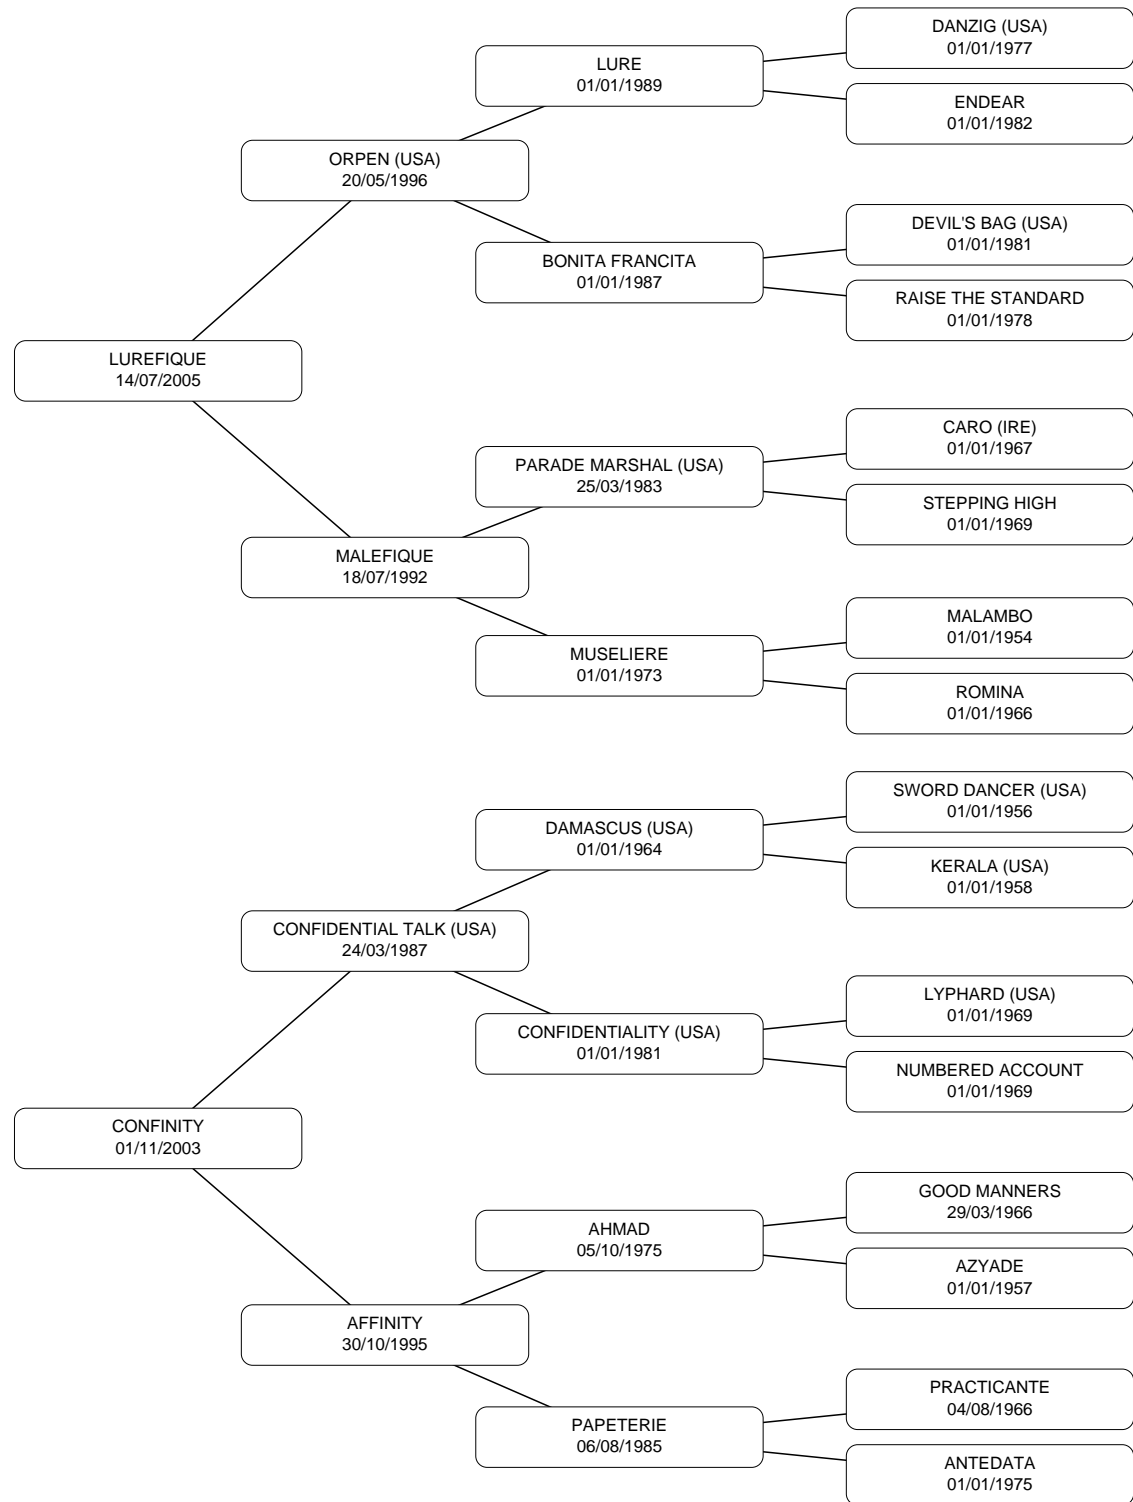 DANZIG (USA)
01/01/1977
LURE
01/01/1989
ENDEAR
01/01/1982
ORPEN (USA)
20/05/1996
DEVIL'S BAG (USA)
01/01/1981
BONITA FRANCITA
01/01/1987
RAISE THE STANDARD
01/01/1978
LUREFIQUE
14/07/2005
CARO (IRE)
01/01/1967
PARADE MARSHAL (USA)
25/03/1983
STEPPING HIGH
01/01/1969
MALEFIQUE
18/07/1992
MALAMBO
01/01/1954
MUSELIERE
01/01/1973
ROMINA
01/01/1966
SWORD DANCER (USA)
01/01/1956
DAMASCUS (USA)
01/01/1964
KERALA (USA)
01/01/1958
CONFIDENTIAL TALK (USA)
24/03/1987
LYPHARD (USA)
01/01/1969
CONFIDENTIALITY (USA)
01/01/1981
NUMBERED ACCOUNT
01/01/1969
CONFINITY
01/11/2003
GOOD MANNERS
29/03/1966
AHMAD
05/10/1975
AZYADE
01/01/1957
AFFINITY
30/10/1995
PRACTICANTE
04/08/1966
PAPETERIE
06/08/1985
ANTEDATA
01/01/1975